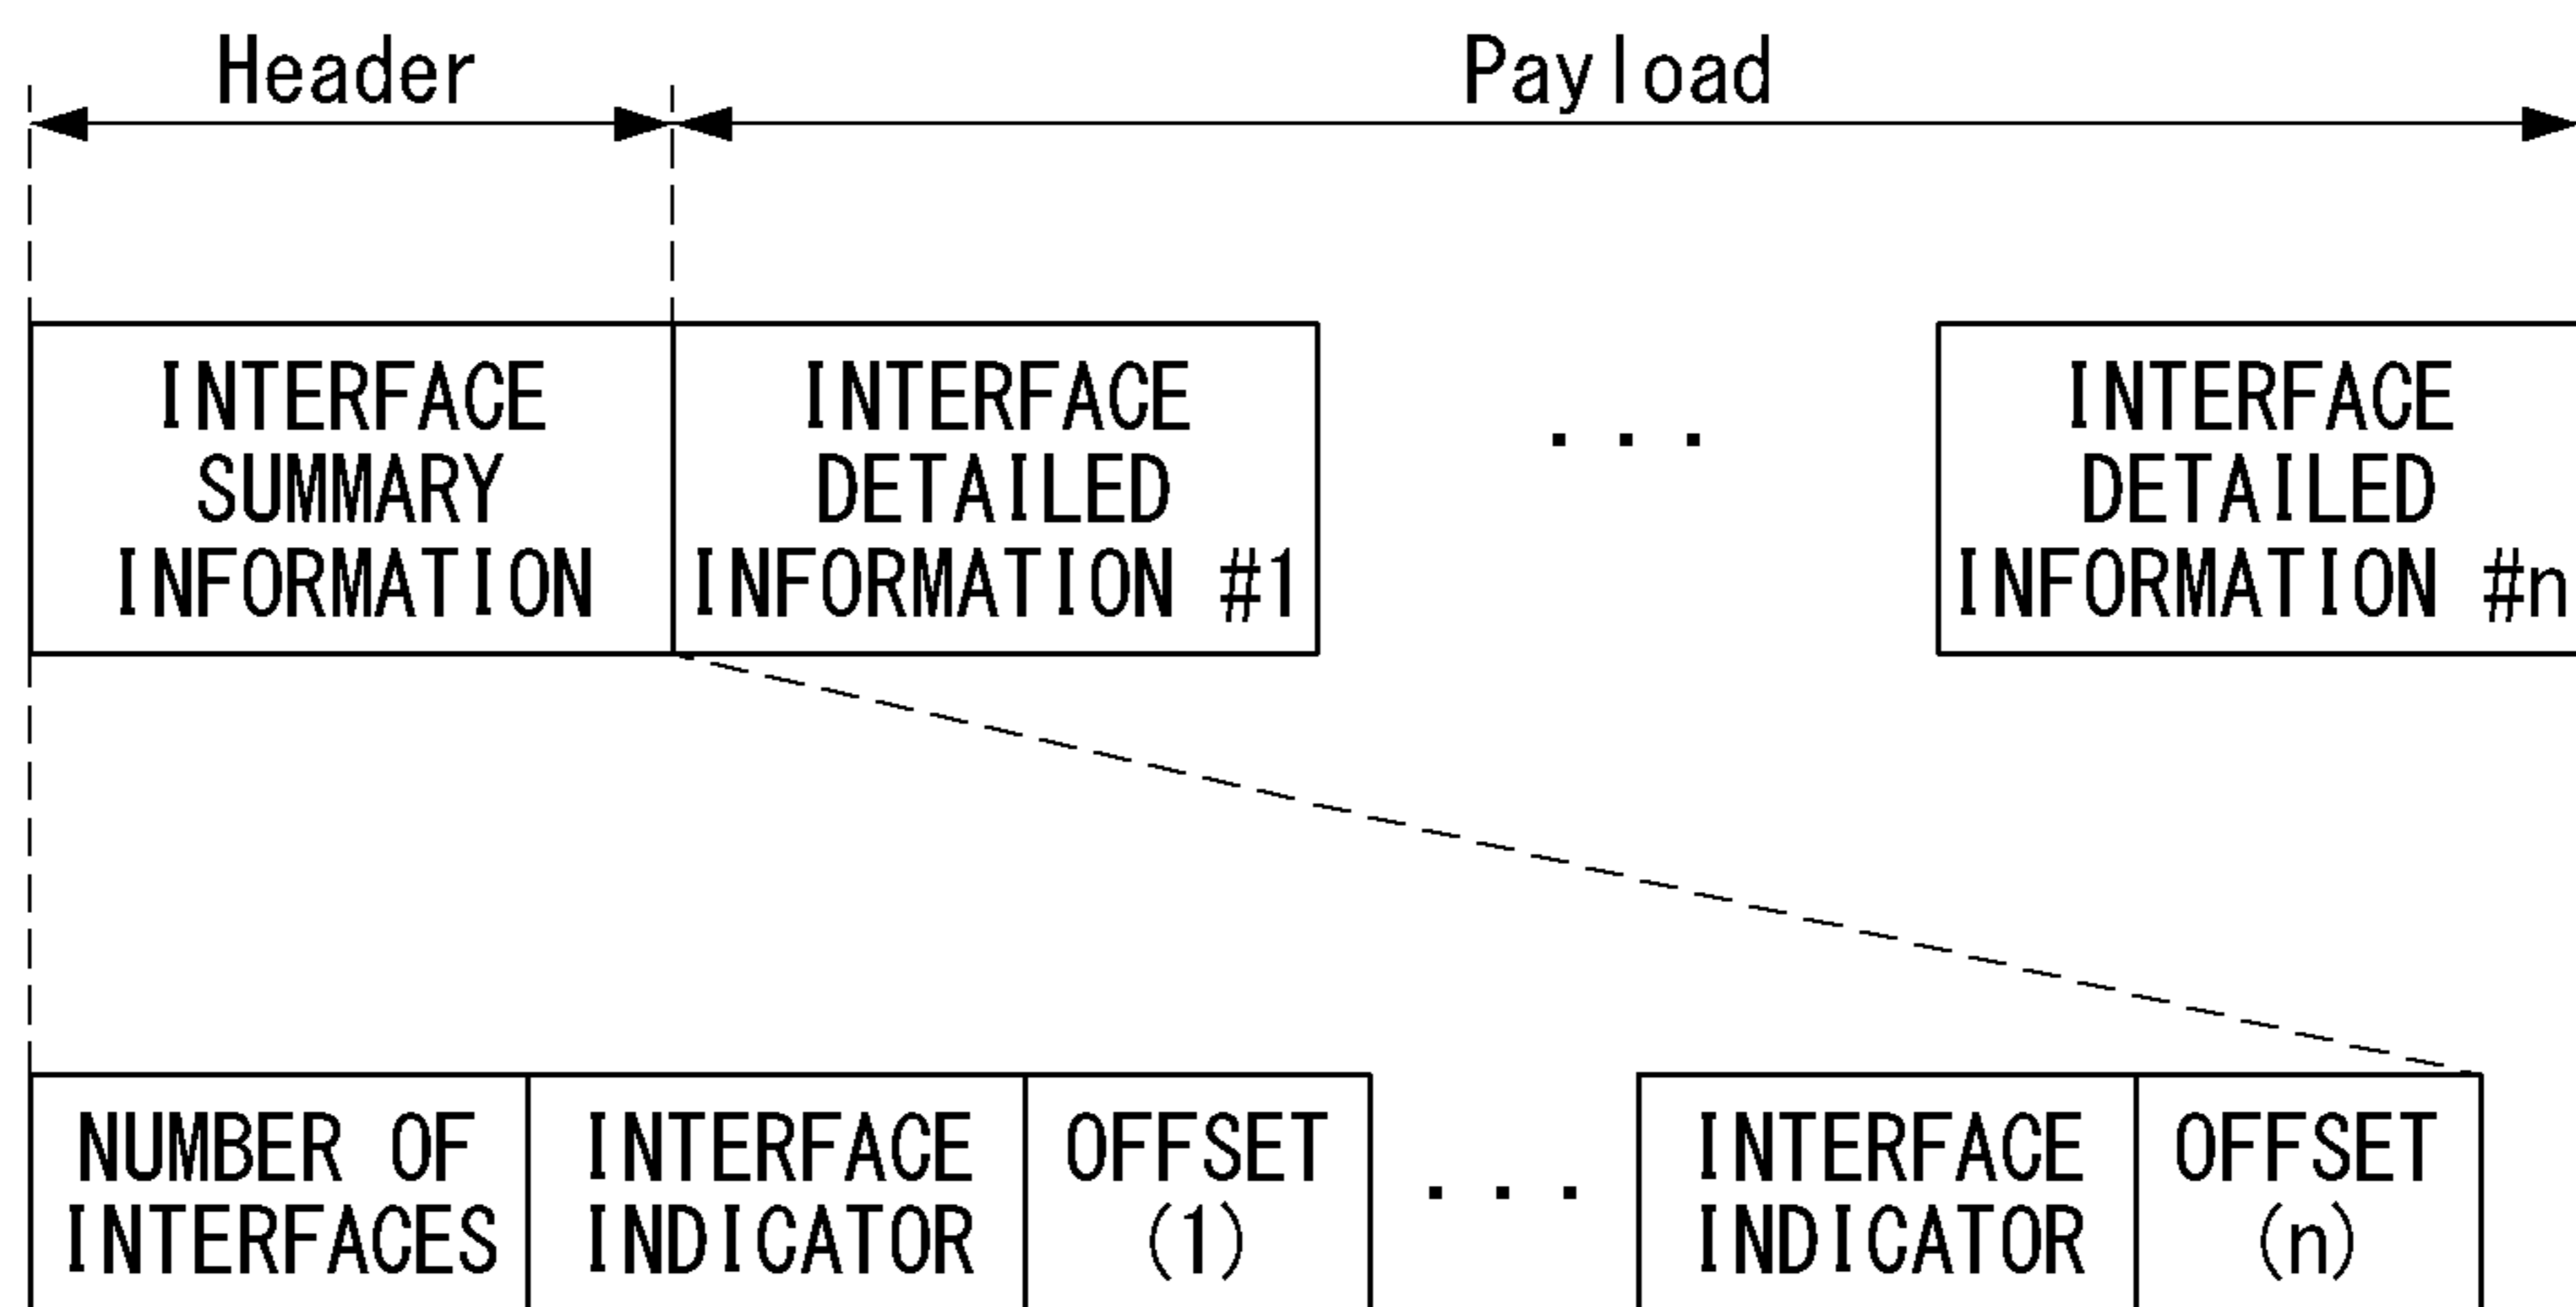 Header
Payload
INTERFACE
SUMMARY
INFORMATION
INTERFACE
DETAILED
INFORMATION #1
. . .
INTERFACE
DETAILED
INFORMATION #n
NUMBER OF
INTERFACES
INTERFACE
INDICATOR
OFFSET
(1)
. . .
INTERFACE
INDICATOR
OFFSET
(n)